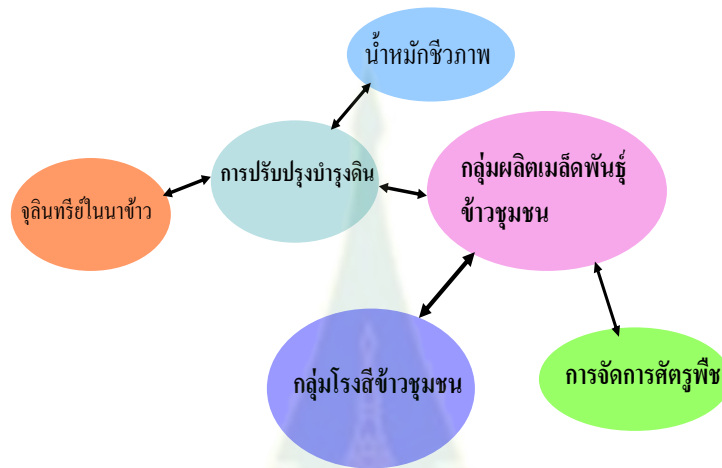 น้ำหมักชีวภาพ
การปรับปรุงบำรุงดิน
กลุ่มผลิตเมล็ดพันธุ์
ข้าวชุมชน
จุลินทรีย์ในนาข้าว
กลุ่มโรงสีข้าวชุมชน
การจัดการศัตรูพืช